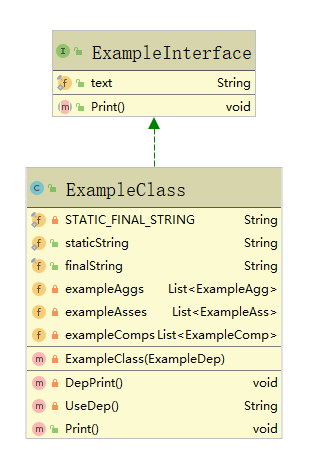 ExampleInterface
text String
Print() void
ExampleClass
STATIC_FINAL_STRING String
staticString String
finalString String
exampleAggs List<ExampleAgg>
exampleAsses List<ExampleAss>
exampleComps List<ExampleComp>
ExampleClass(ExampleDep)
DepPrint() void
UseDep() String
Print() void